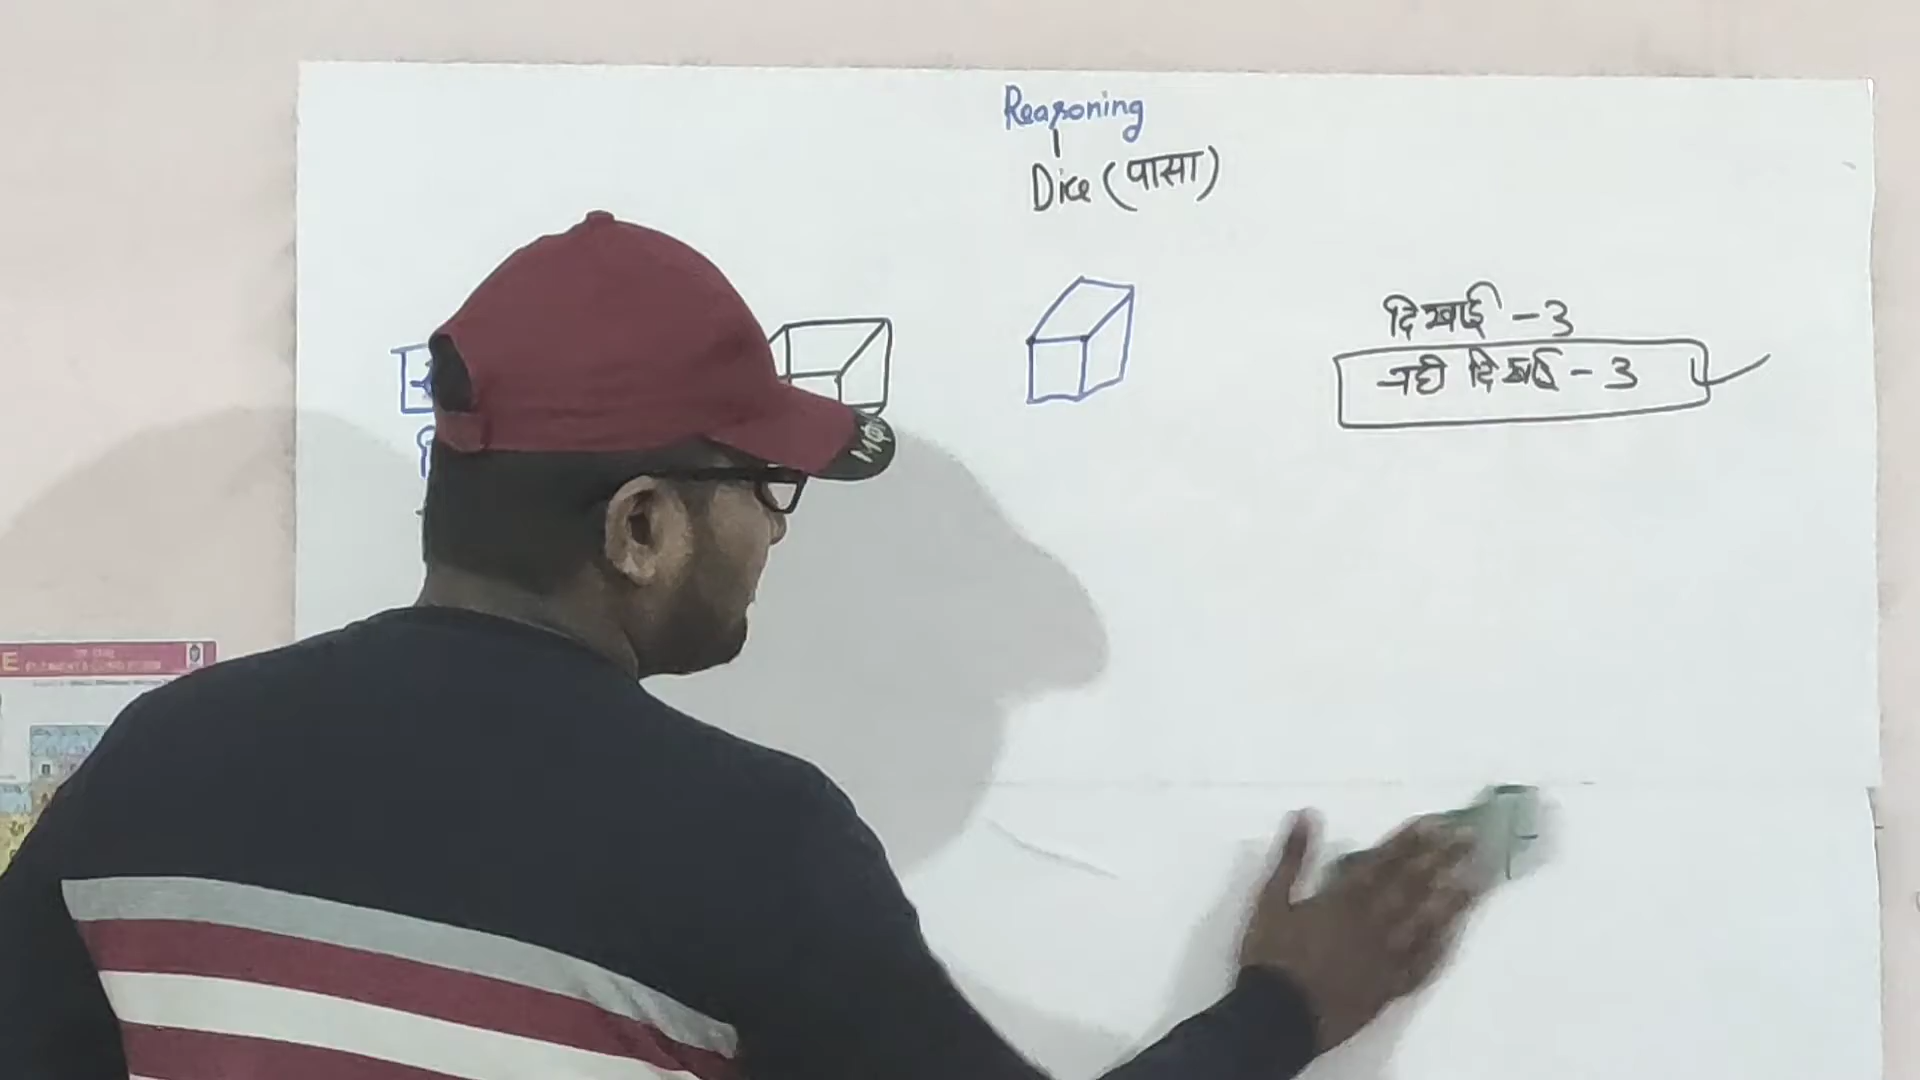 Reasoning
Dice (पासा)
दिखाई - 3
नही दिखाई - 3